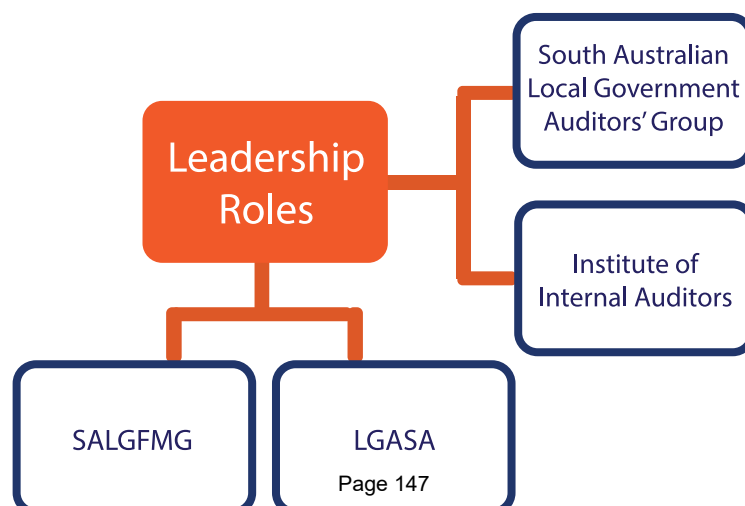 South Australian
Local Government
Auditors' Group
Leadership
Roles
Institute of
Internal Auditors
SALGFMG
LGASA
Page 147